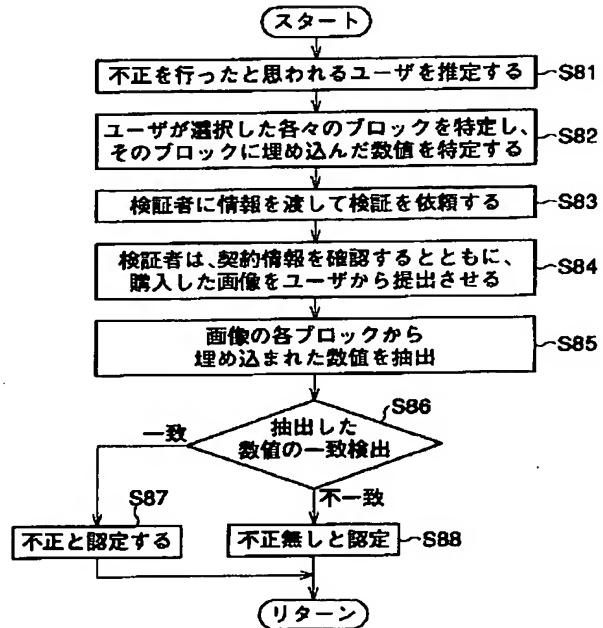 スタート
不正を行ったと思われるユーザを推定する
S81
ユーザが選択した各々のブロックを特定し、
そのブロックに埋め込んだ数値を特定する
S82
検証者に情報を渡して検証を依頼する
S83
検証者は、契約情報を確認するとともに、
購入した画像をユーザから提出させる
S84
画像の各ブロックから
埋め込まれた数値を抽出
S85
S86
抽出した
数値の一致検出
一致
不一致
S87
不正と認定する
不正無しと認定
S88
リターン